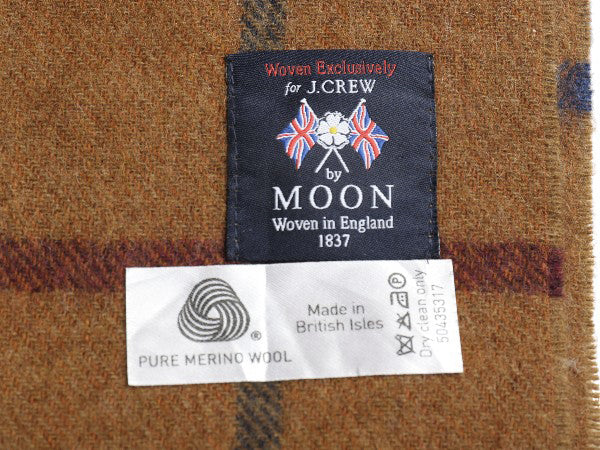 Woven Exclusively
for J.CREW
by
MOON
Woven in England
1837
PURE MERINO WOOL
®
Made in
British Isles
P
Dry clean only
50435317